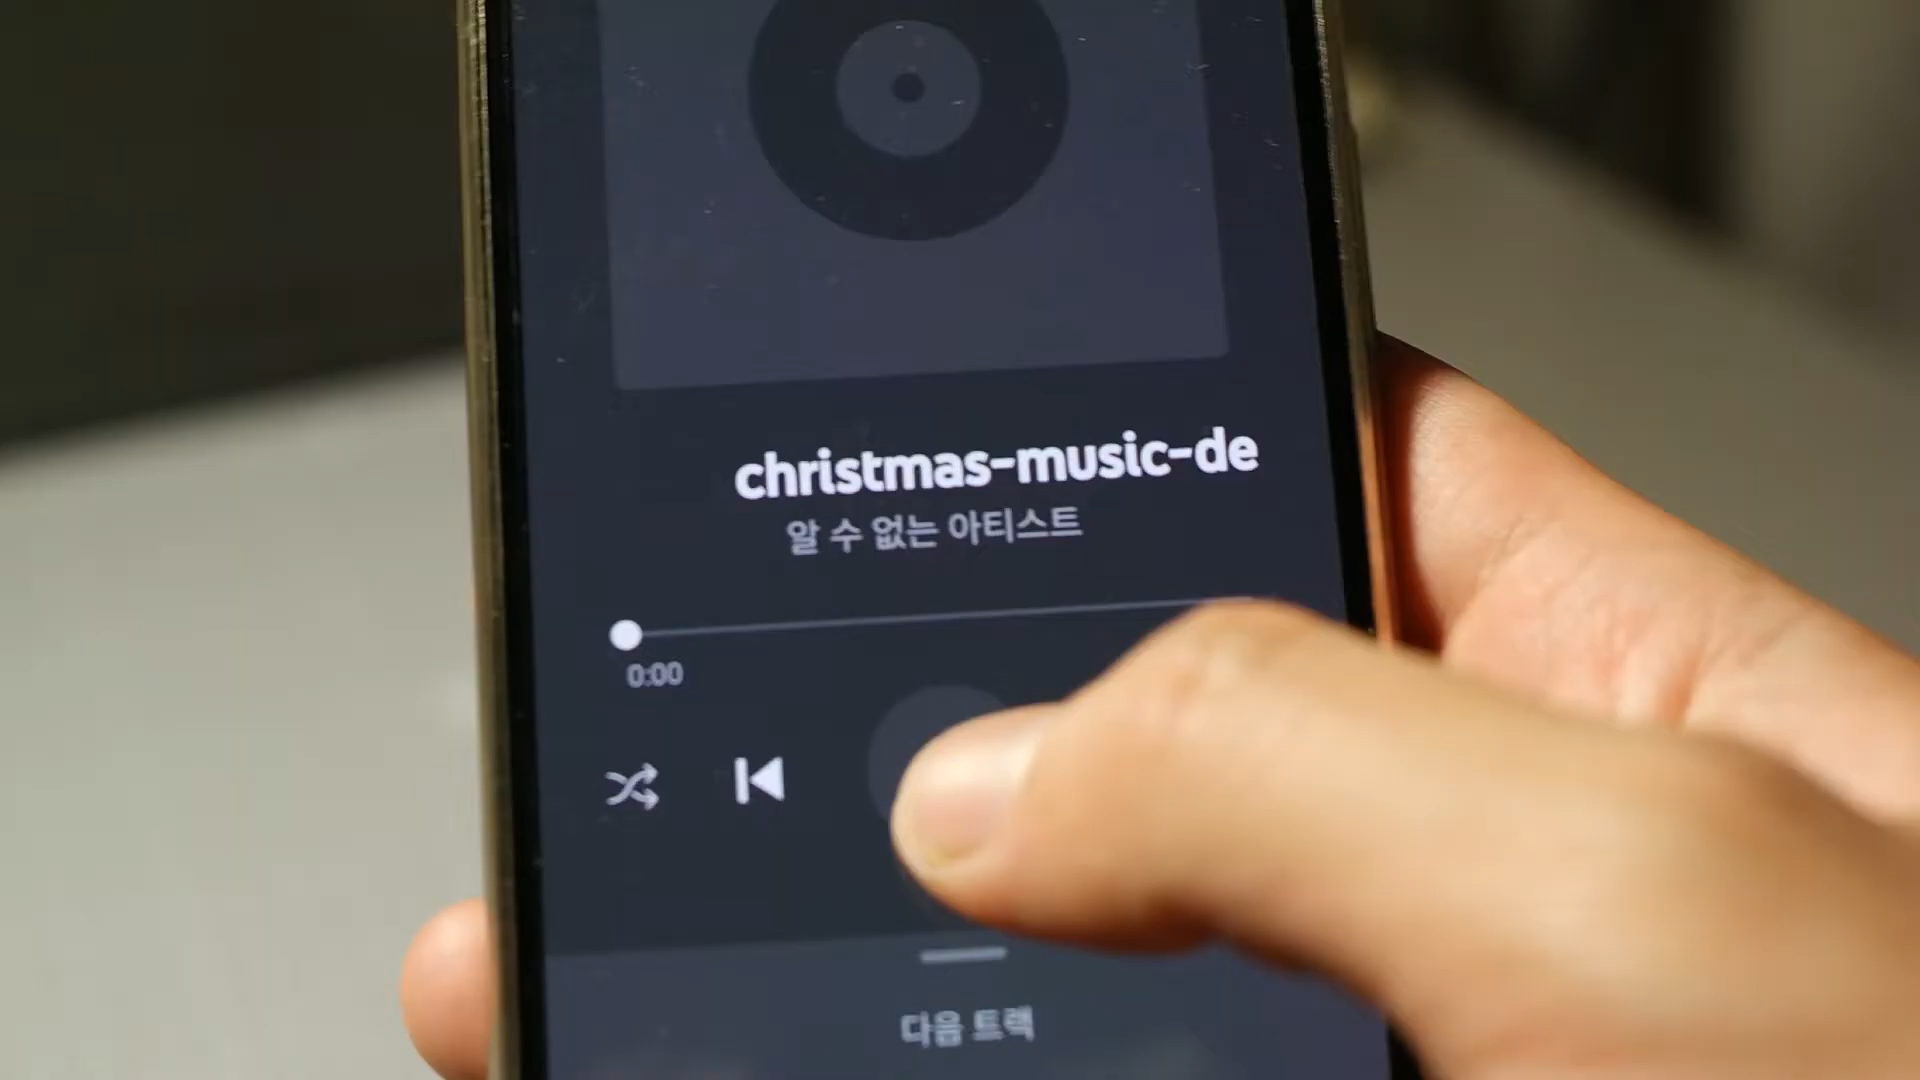 christmas-music-de
알 수 없는 아티스트
0:00
다음 트랙